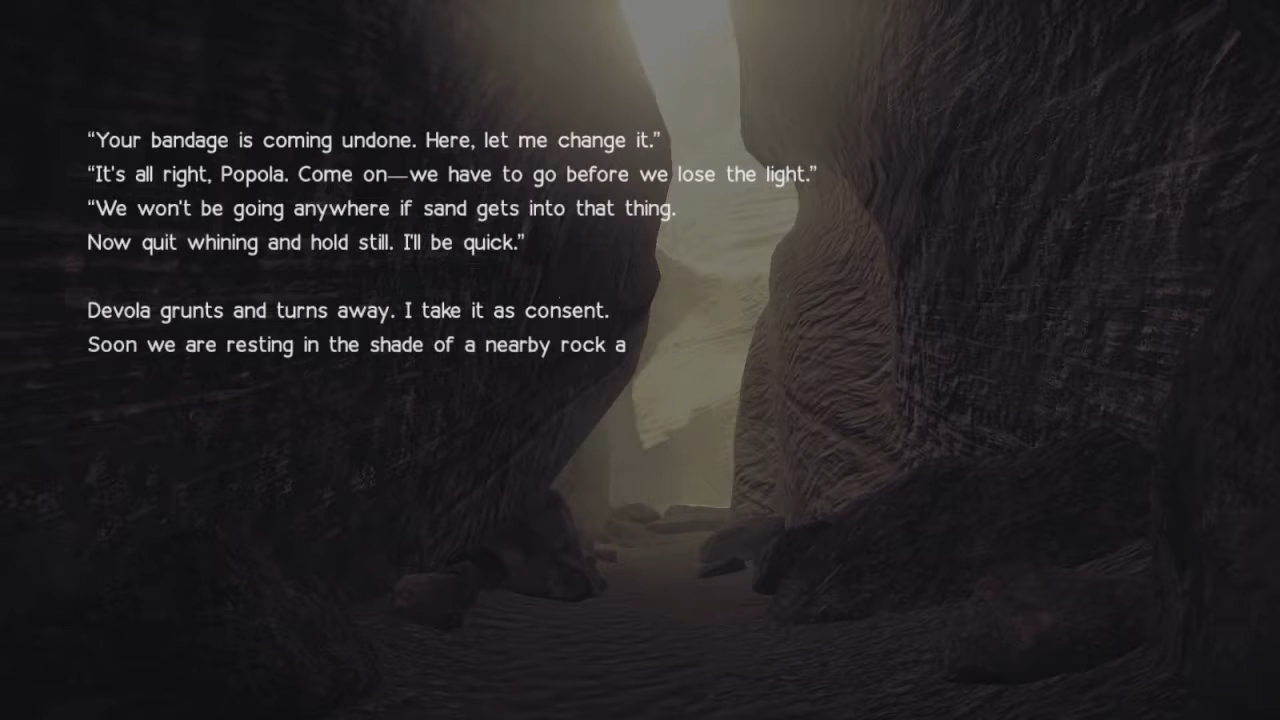 “Your bandage is coming undone. Here, let me change it.”
“It's all right, Popola. Come on—we have to go before we lose the light.”
“We won't be going anywhere if sand gets into that thing.
Now quit whining and hold still. I'll be quick.”
Devola grunts and turns away. I take it as consent.
Soon we are resting in the shade of a nearby rock a